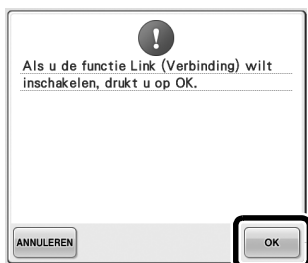 Als u de functie Link (Verbinding) wilt
inschakelen, drukt u op OK.
ANNULEREN
OK